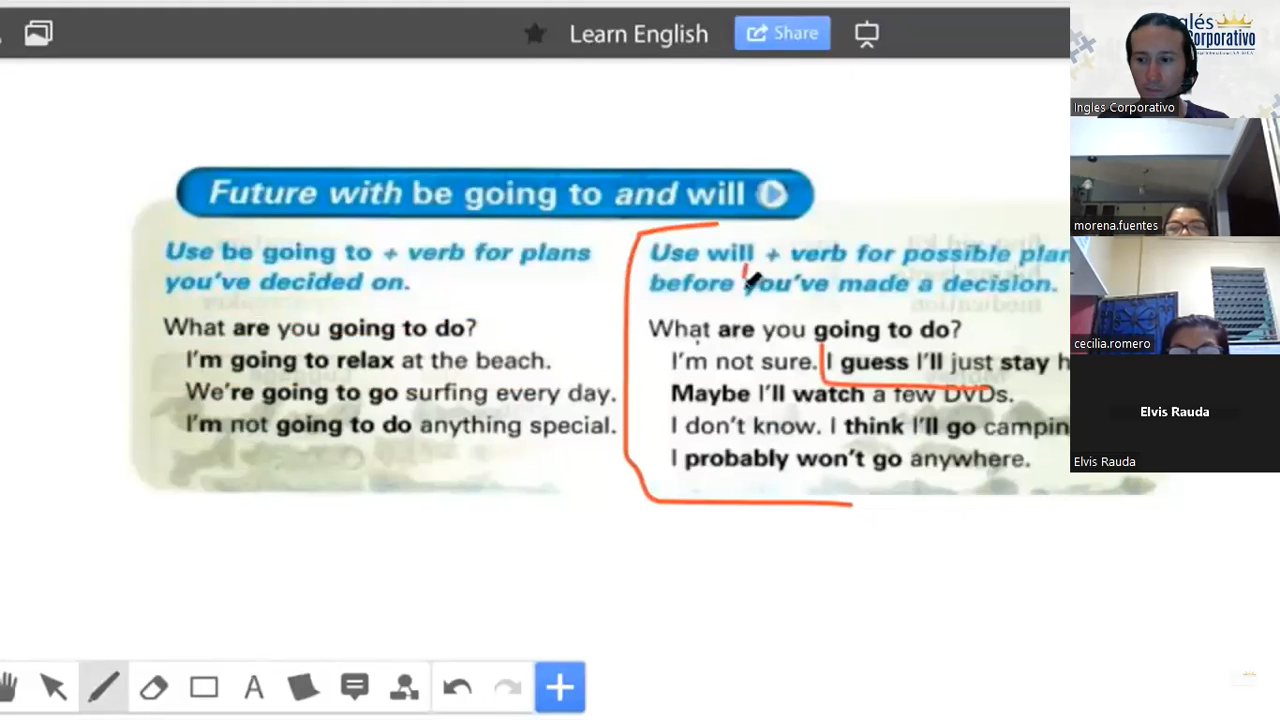 Learn English
Share
Inglés
Corporativo
Ingles Corporativo
morena.fuentes
cecilia.romero
Elvis Rauda
Elvis Rauda
Future with be going to and will
Use be going to + verb for plans
you've decided on.
What are you going to do?
I'm going to relax at the beach.
We're going to go surfing every day.
I'm not going to do anything special.
Use will + verb for possible plan
before you've made a decision.
What are you going to do?
I'm not sure. I guess I'll just stay h
Maybe I'll watch a few DVDs.
I don't know. I think I'll go campin
I probably won't go anywhere.
A